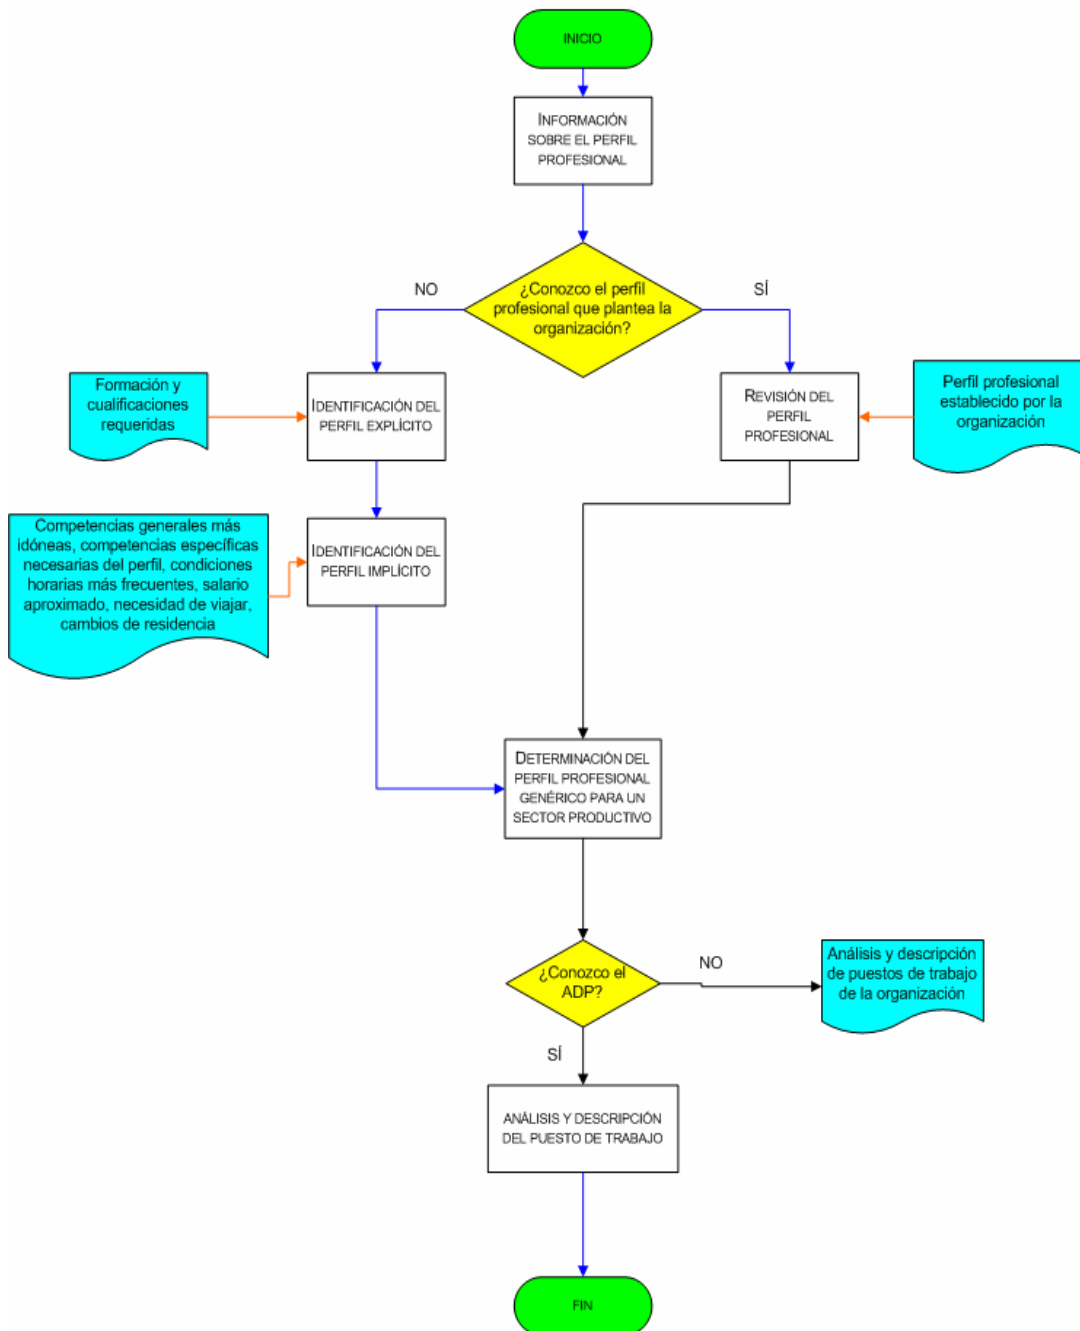 INICIO
INFORMACIÓN
SOBRE EL PERFIL
PROFESIONAL
¿Conozco el perfil
profesional que plantea la
organización?
NO
SÍ
Formación y
cualificaciones
requeridas
IDENTIFICACIÓN DEL
PERFIL EXPLÍCITO
REVISIÓN DEL
PERFIL
PROFESIONAL
Perfil profesional
establecido por la
organización
Competencias generales más
idóneas, competencias específicas
necesarias del perfil, condiciones
horarias más frecuentes, salario
aproximado, necesidad de viajar,
cambios de residencia
IDENTIFICACIÓN DEL
PERFIL IMPLÍCITO
DETERMINACIÓN DEL
PERFIL PROFESIONAL
GENÉRICO PARA UN
SECTOR PRODUCTIVO
¿Conozco el
ADP?
NO
Análisis y descripción
de puestos de trabajo
de la organización
SÍ
ANÁLISIS Y DESCRIPCIÓN
DEL PUESTO DE TRABAJO
FIN